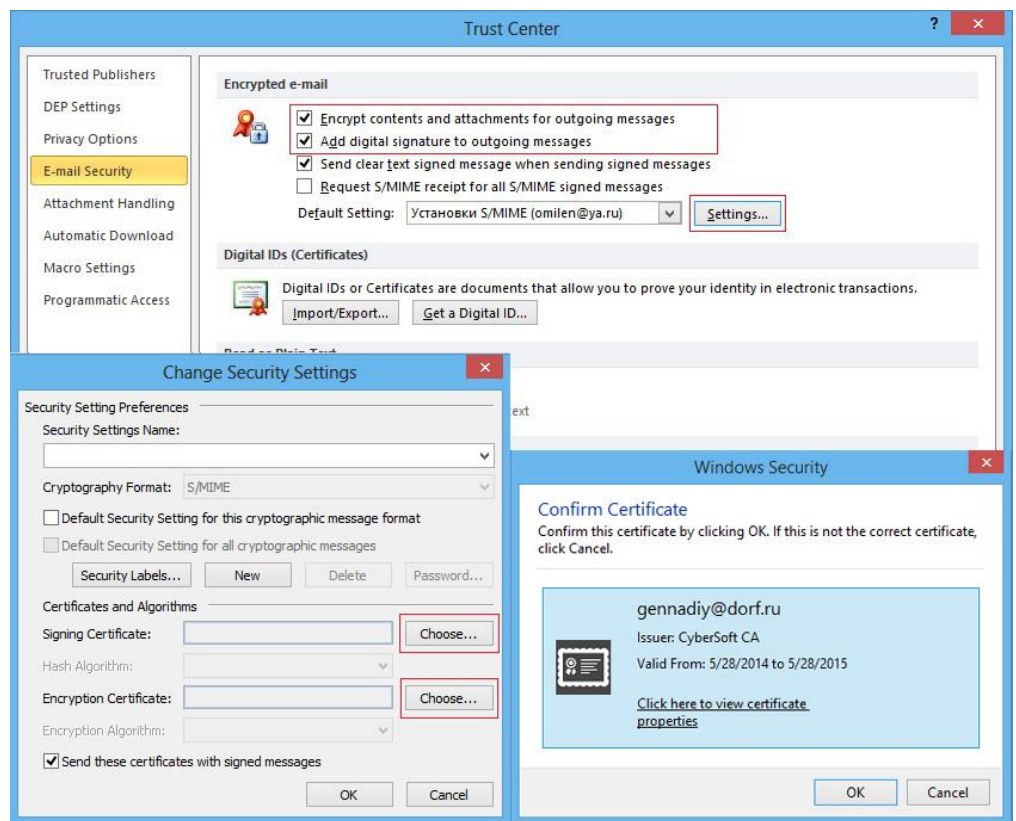 Trust Center
?
Trusted Publishers
DEP Settings
Privacy Options
E-mail Security
Attachment Handling
Automatic Download
Macro Settings
Programmatic Access
Encrypted e-mail
Encrypt contents and attachments for outgoing messages
Add digital signature to outgoing messages
Send clear text signed message when sending signed messages
Request S/MIME receipt for all S/MIME signed messages
Default Setting: Установки S/MIME (omilen@ya.ru) Settings...
Digital IDs (Certificates)
Digital IDs or Certificates are documents that allow you to prove your identity in electronic transactions.
Import/Export... Get a Digital ID...
Change Security Settings
Security Setting Preferences
Security Settings Name:
Cryptography Format: S/MIME
Default Security Setting for this cryptographic message format
Default Security Setting for all cryptographic messages
Security Labels... New Delete Password...
Certificates and Algorithms
Signing Certificate: Choose...
Hash Algorithm:
Encryption Certificate: Choose...
Encryption Algorithm:
Send these certificates with signed messages
OK Cancel
Windows Security
Confirm Certificate
Confirm this certificate by clicking OK. If this is not the correct certificate,
click Cancel.
gennadiy@dorf.ru
Issuer: CyberSoft CA
Valid From: 5/28/2014 to 5/28/2015
Click here to view certificate
properties
OK Cancel